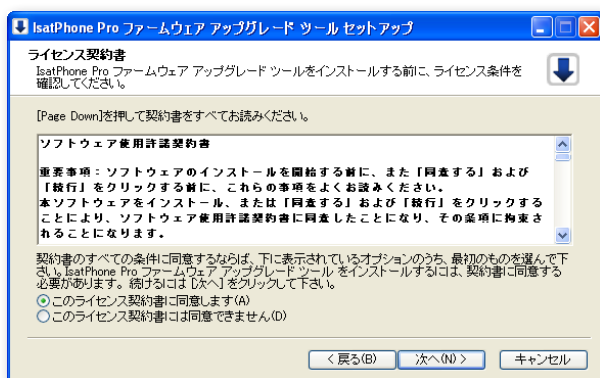 IsatPhone Pro ファームウェア アップグレード ツール セットアップ
ライセンス契約書
IsatPhone Pro ファームウェア アップグレード ツールをインストールする前に、ライセンス条件を
確認してください。
[Page Down]を押して契約書をすべてお読みください。
ソフトウェア使用許諾契約書
重要事項：ソフトウェアのインストールを開始する前に、また「同意する」および
「続行」をクリックする前に、これらの事項をよくお読みください。
本ソフトウェアをインストール、または「同意する」および「続行」をクリックする
ことにより、ソフトウェア使用許諾契約書に同意したことになり、その条項に拘束さ
れることになります。
契約書のすべての条件に同意するならば、下に表示されているオプションのうち、最初のものを選んで下
さい。IsatPhone Pro ファームウェア アップグレード ツール をインストールするには、契約書に同意する
必要があります。 続けるには [次へ] をクリックして下さい。
このライセンス契約書に同意します(A)
このライセンス契約書には同意できません(D)
< 戻る(B)
次へ(N) >
キャンセル